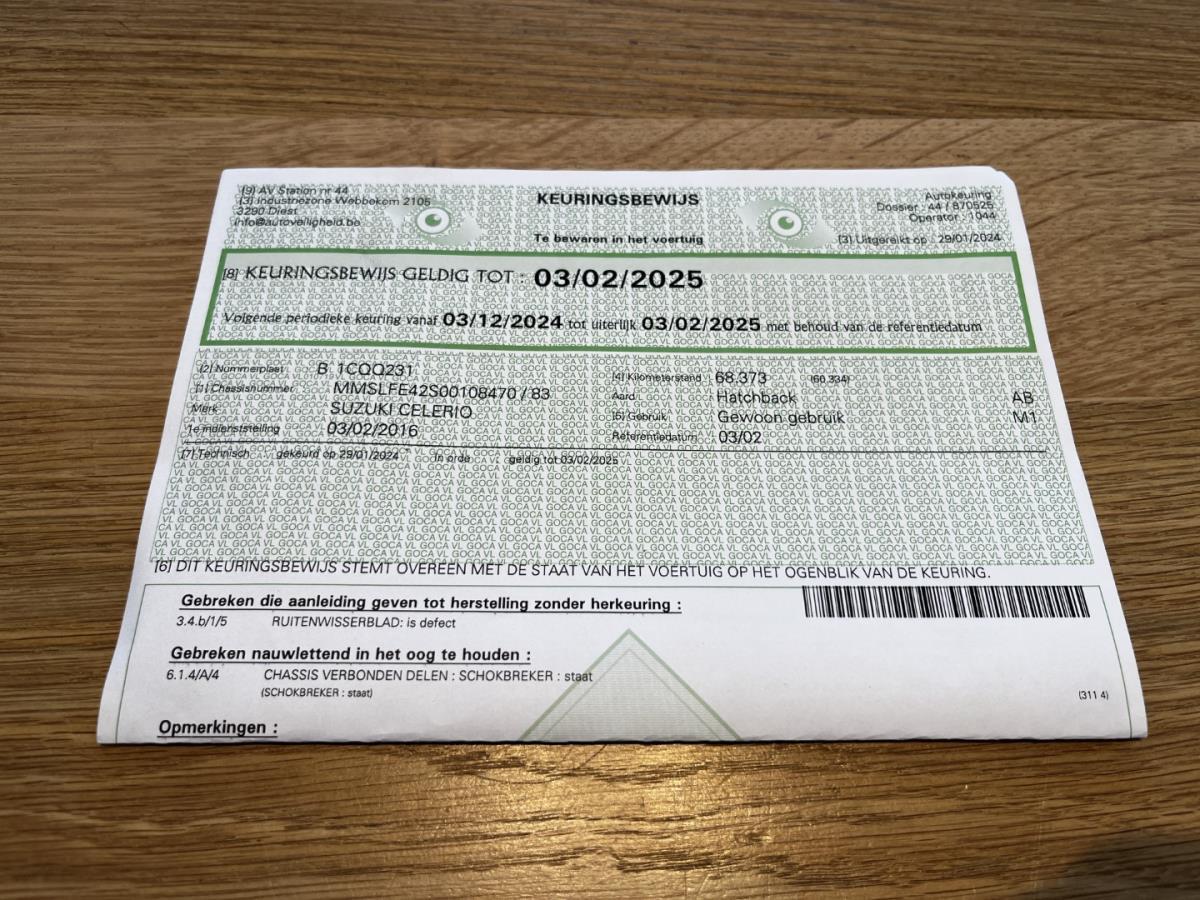 [9] AV Station nr 44
[3] Industriezone Webbekom 2105
3290 Diest
info@autoveiligheid.be
KEURINGSBEWIJS
Te bewaren in het voertuig
Autokeuring
Dossier : 44 / 870525
Operator : 1044
[3] Uitgereikt op : 29/01/2024
[8] KEURINGSBEWIJS GELDIG TOT : 03/02/2025
Volgende periodieke keuring vanaf 03/12/2024 tot uiterlijk 03/02/2025 met behoud van de referentiedatum
[2] Nummerplaat B 1CQQ231
[1] Chassisnummer MMSLFE42S00108470 / 83
Merk SUZUKI CELERIO
1e indienststelling 03/02/2016
[4] Kilometerstand : 68.373 (60.334)
Aard : Hatchback AB
[5] Gebruik : Gewoon gebruik M1
Referentiedatum : 03/02
[7] Technisch : gekeurd op 29/01/2024 In orde geldig tot 03/02/2025
[6] DIT KEURINGSBEWIJS STEMT OVEREEN MET DE STAAT VAN HET VOERTUIG OP HET OGENBLIK VAN DE KEURING.
Gebreken die aanleiding geven tot herstelling zonder herkeuring :
3.4.b/1/5 RUITENWISSERBLAD: is defect
Gebreken nauwlettend in het oog te houden :
6.1.4/A/4 CHASSIS VERBONDEN DELEN : SCHOKBREKER : staat
(SCHOKBREKER : staat)
(311 4)
Opmerkingen :